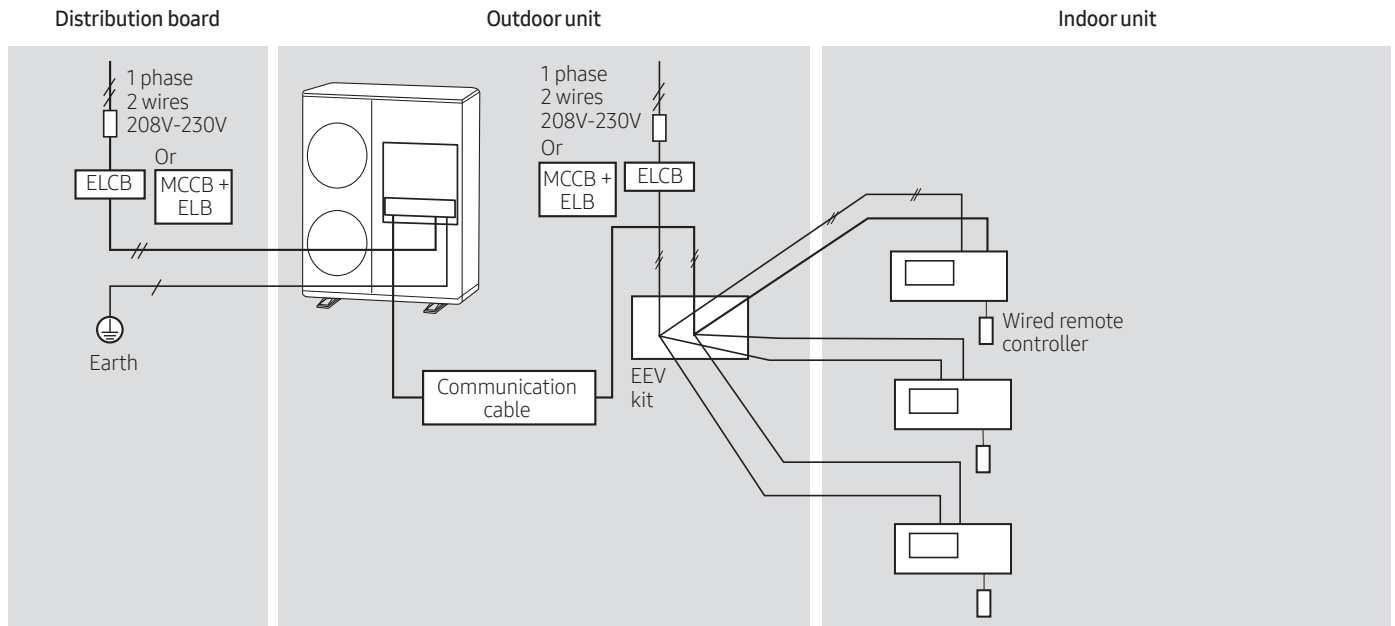 Distribution board
Outdoor unit
Indoor unit
1 phase
2 wires
208V-230V
Or
ELCB
MCCB +
ELB
Earth
1 phase
2 wires
208V-230V
Or
MCCB +
ELB
ELCB
Communication
cable
EEV
kit
Wired remote
controller